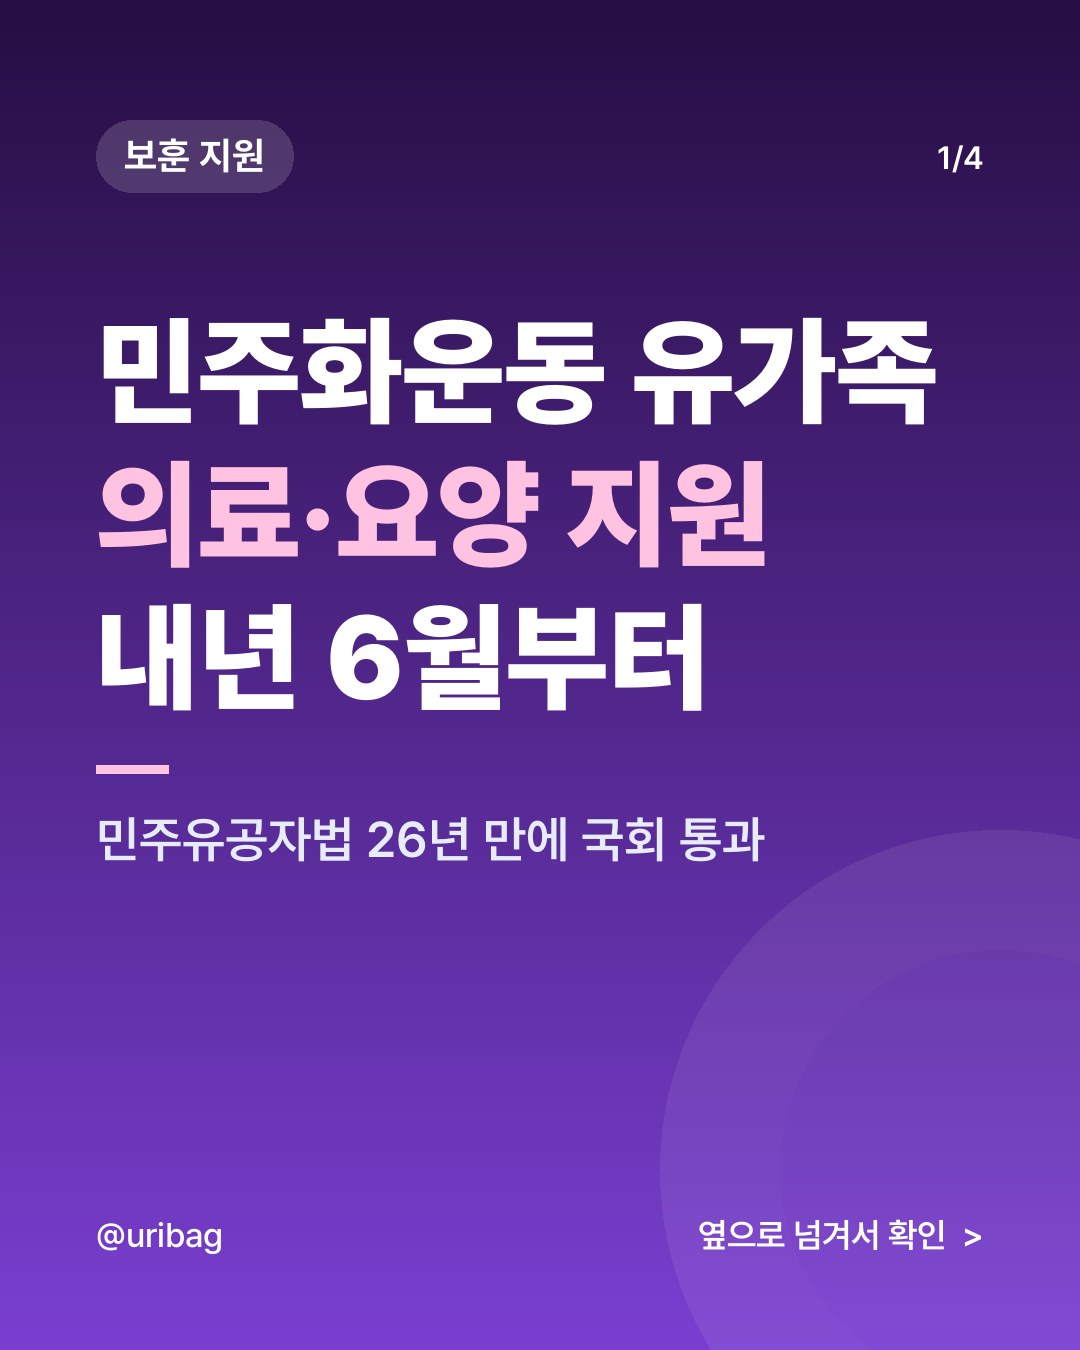 보훈 지원
1/4
민주화운동 유가족
의료·요양 지원
내년 6월부터
민주유공자법 26년 만에 국회 통과
@uribag
옆으로 넘겨서 확인 >